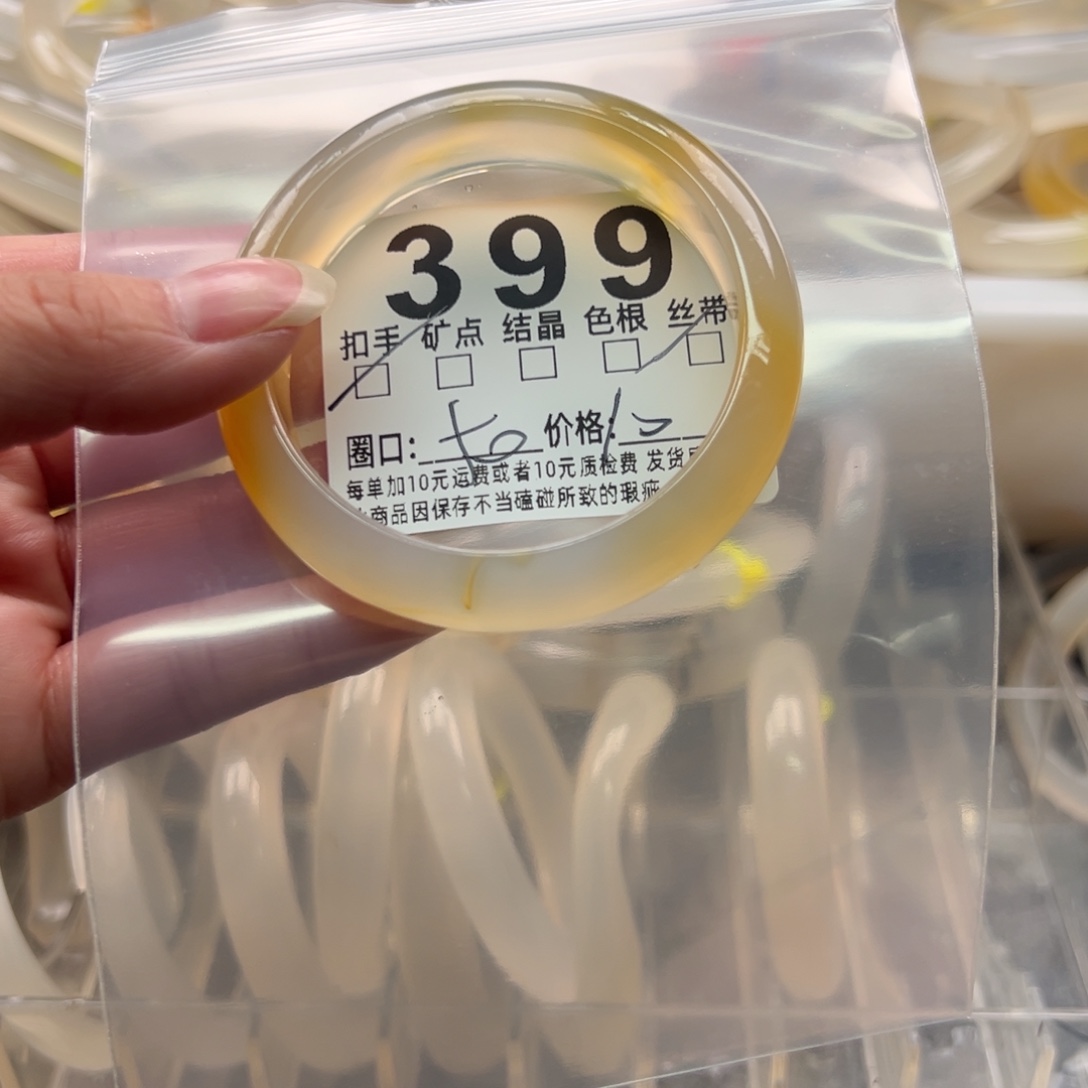 399
扣手 矿点 结晶 色根 丝带
圈口: 价格:
每单加10元运费或者10元质检费 发货
商品因保存不当磕碰所致的瑕疵